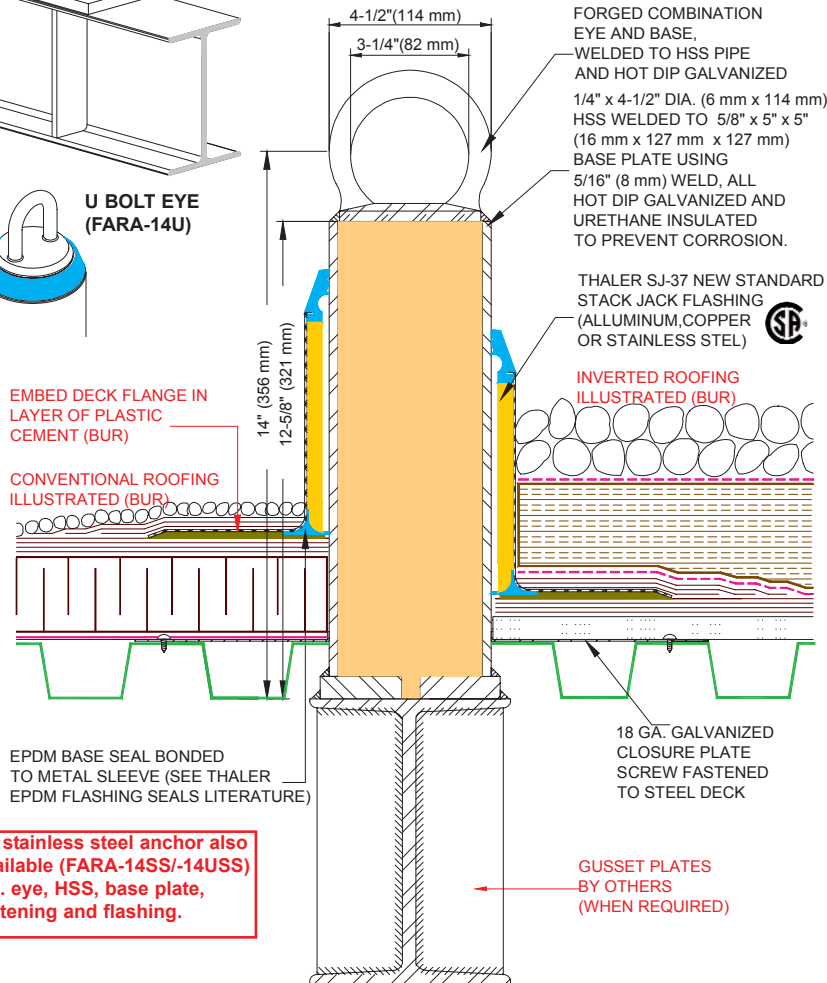 4-1/2"(114 mm)
3-1/4"(82 mm)
FORGED COMBINATION
EYE AND BASE,
WELDED TO HSS PIPE
AND HOT DIP GALVANIZED
1/4" x 4-1/2" DIA. (6 mm x 114 mm)
HSS WELDED TO 5/8" x 5" x 5"
(16 mm x 127 mm x 127 mm)
BASE PLATE USING
5/16" (8 mm) WELD, ALL
HOT DIP GALVANIZED AND
URETHANE INSULATED
TO PREVENT CORROSION.
U BOLT EYE
(FARA-14U)
THALER SJ-37 NEW STANDARD
STACK JACK FLASHING
(ALLUMINUM,COPPER
OR STAINLESS STEL)
14" (356 mm)
12-5/8" (321 mm)
EMBED DECK FLANGE IN
LAYER OF PLASTIC
CEMENT (BUR)
INVERTED ROOFING
ILLUSTRATED (BUR)
CONVENTIONAL ROOFING
ILLUSTRATED (BUR)
EPDM BASE SEAL BONDED
TO METAL SLEEVE (SEE THALER
EPDM FLASHING SEALS LITERATURE)
18 GA. GALVANIZED
CLOSURE PLATE
SCREW FASTENED
TO STEEL DECK
stainless steel anchor also
ailable (FARA-14SS/-14USS)
. eye, HSS, base plate,
tening and flashing.
GUSSET PLATES
BY OTHERS
(WHEN REQUIRED)